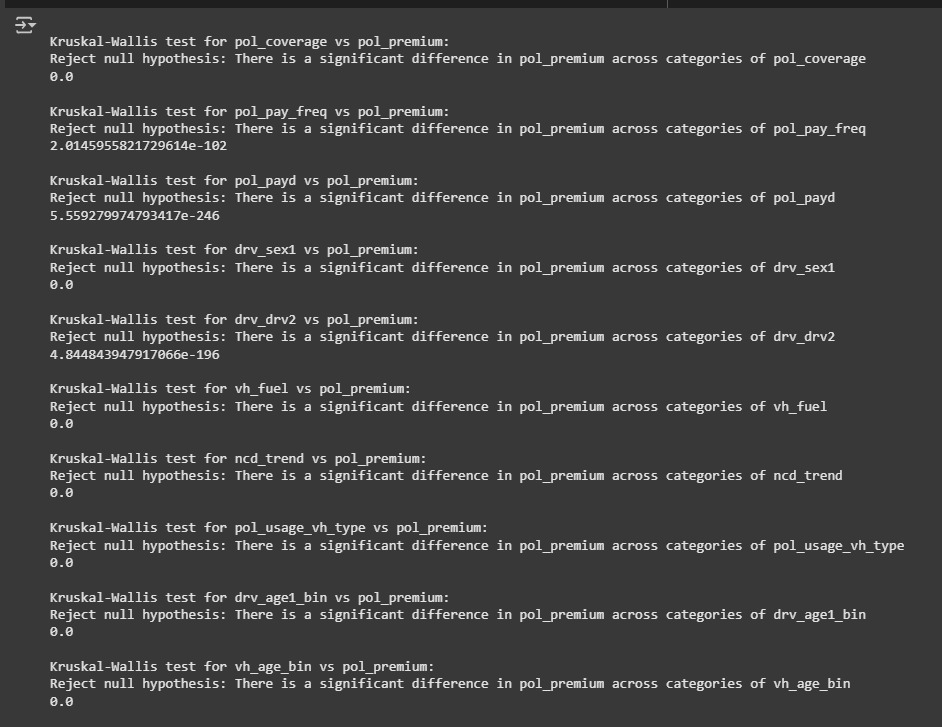 Kruskal-Wallis test for pol_coverage vs pol_premium:
Reject null hypothesis: There is a significant difference in pol_premium across categories of pol_coverage
0.0
Kruskal-Wallis test for pol_pay_freq vs pol_premium:
Reject null hypothesis: There is a significant difference in pol_premium across categories of pol_pay_freq
2.0145955821729614e-102
Kruskal-Wallis test for pol_payd vs pol_premium:
Reject null hypothesis: There is a significant difference in pol_premium across categories of pol_payd
5.559279974793417e-246
Kruskal-Wallis test for drv_sex1 vs pol_premium:
Reject null hypothesis: There is a significant difference in pol_premium across categories of drv_sex1
0.0
Kruskal-Wallis test for drv_drv2 vs pol_premium:
Reject null hypothesis: There is a significant difference in pol_premium across categories of drv_drv2
4.844843947917066e-196
Kruskal-Wallis test for vh_fuel vs pol_premium:
Reject null hypothesis: There is a significant difference in pol_premium across categories of vh_fuel
0.0
Kruskal-Wallis test for ncd_trend vs pol_premium:
Reject null hypothesis: There is a significant difference in pol_premium across categories of ncd_trend
0.0
Kruskal-Wallis test for pol_usage_vh_type vs pol_premium:
Reject null hypothesis: There is a significant difference in pol_premium across categories of pol_usage_vh_type
0.0
Kruskal-Wallis test for drv_age1_bin vs pol_premium:
Reject null hypothesis: There is a significant difference in pol_premium across categories of drv_age1_bin
0.0
Kruskal-Wallis test for vh_age_bin vs pol_premium:
Reject null hypothesis: There is a significant difference in pol_premium across categories of vh_age_bin
0.0